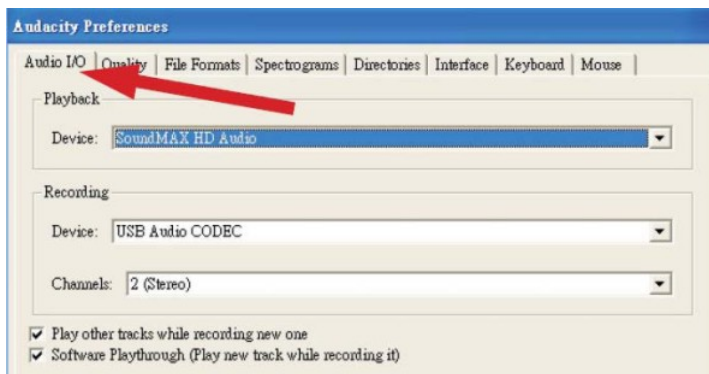 Audacity Preferences
Audio I/O Quality File Formats Spectrograms Directories Interface Keyboard Mouse
Playback
Device: SoundMAX HD Audio
Recording
Device: USB Audio CODEC
Channels: 2 (Stereo)
Play other tracks while recording new one
Software Playthrough (Play new track while recording it)